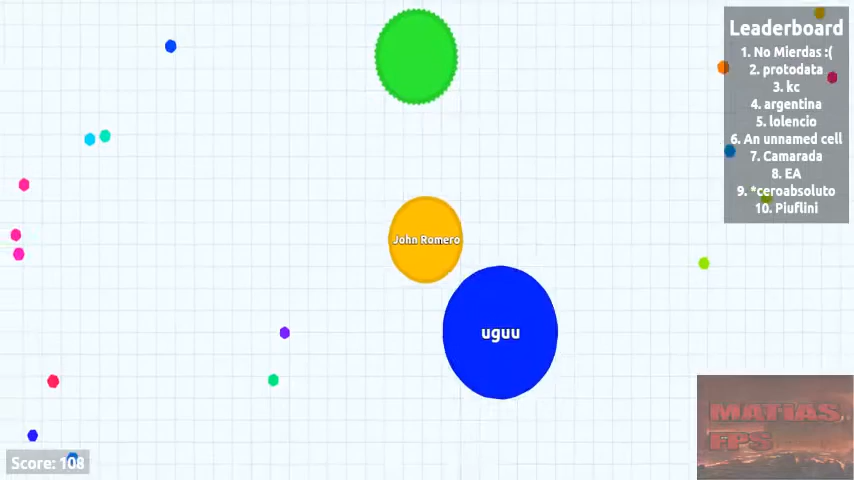 Leaderboard
1. No Mierdas :(
2. protodata
3. kc
4. argentina
5. lolencio
6. An unnamed cell
7. Camarada
8. EA
9. *ceroabsoluto
10. Piuflini
John Romero
uguu
MATIAS
FPS
Score: 108